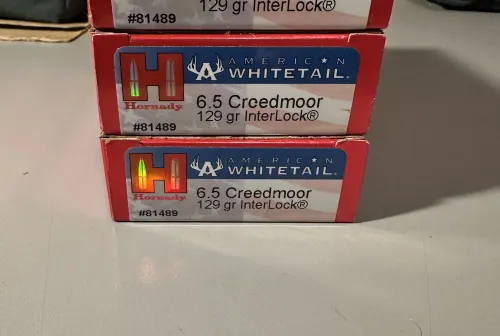 129 gr InterLock®
#81489
AMERICAN
WHITETAIL®
Hornady
6.5 Creedmoor
129 gr InterLock®
#81489
AMERICAN
WHITETAIL®
Hornady
6.5 Creedmoor
129 gr InterLock®
#81489